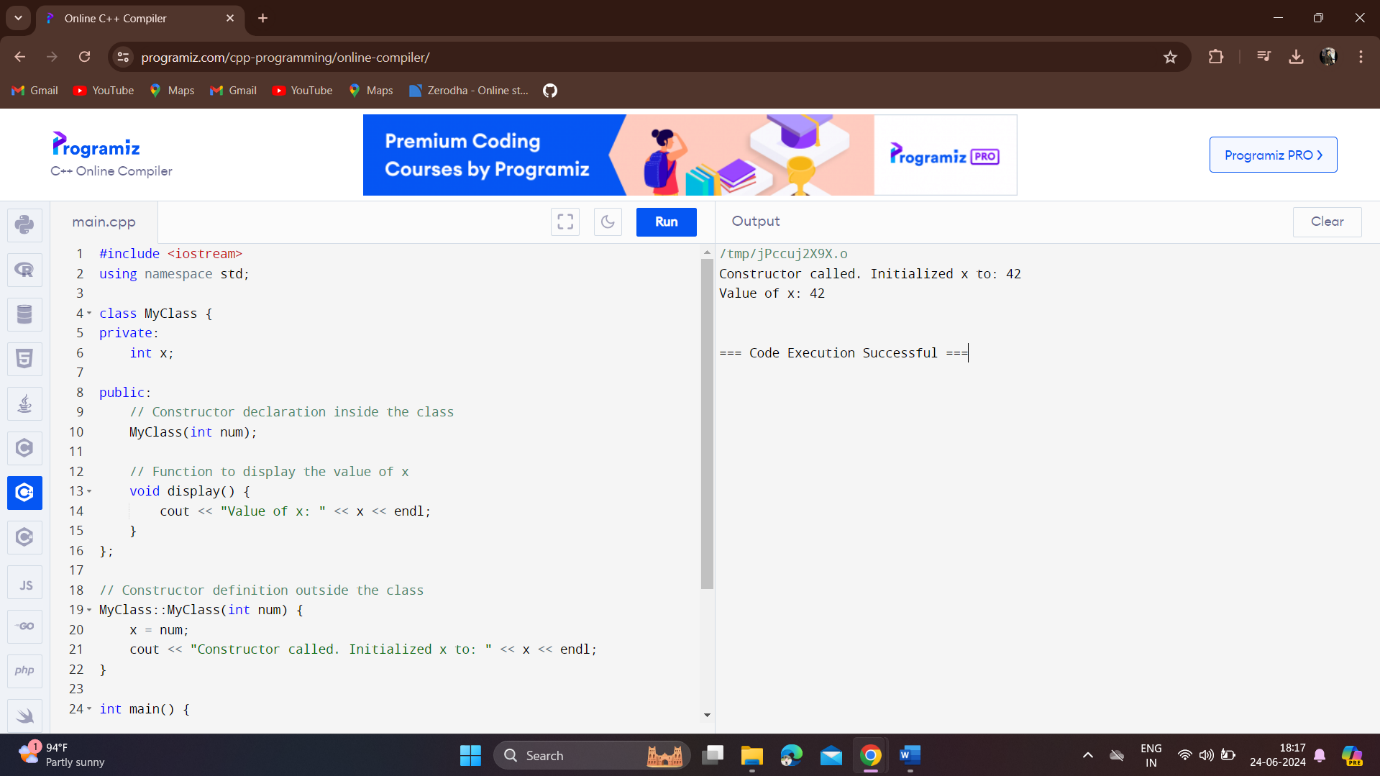 Online C++ Compiler
programiz.com/cpp-programming/online-compiler/
Gmail YouTube Maps Gmail YouTube Maps Zerodha - Online st...
Programiz
C++ Online Compiler
Premium Coding
Courses by Programiz
Programiz PRO
Programiz PRO
main.cpp
Run
Output
Clear
1 #include <iostream>
2 using namespace std;
3
4 class MyClass {
5 private:
6     int x;
7
8 public:
9     // Constructor declaration inside the class
10     MyClass(int num);
11
12     // Function to display the value of x
13     void display() {
14         cout << "Value of x: " << x << endl;
15     }
16 };
17
18 // Constructor definition outside the class
19 MyClass::MyClass(int num) {
20     x = num;
21     cout << "Constructor called. Initialized x to: " << x << endl;
22 }
23
24 int main() {
/tmp/jPccuj2X9X.o
Constructor called. Initialized x to: 42
Value of x: 42
=== Code Execution Successful ===
R
5
C
C
JS
GO
php
1
94°F
Partly sunny
Search
W
ENG
IN
18:17
24-06-2024
PRE